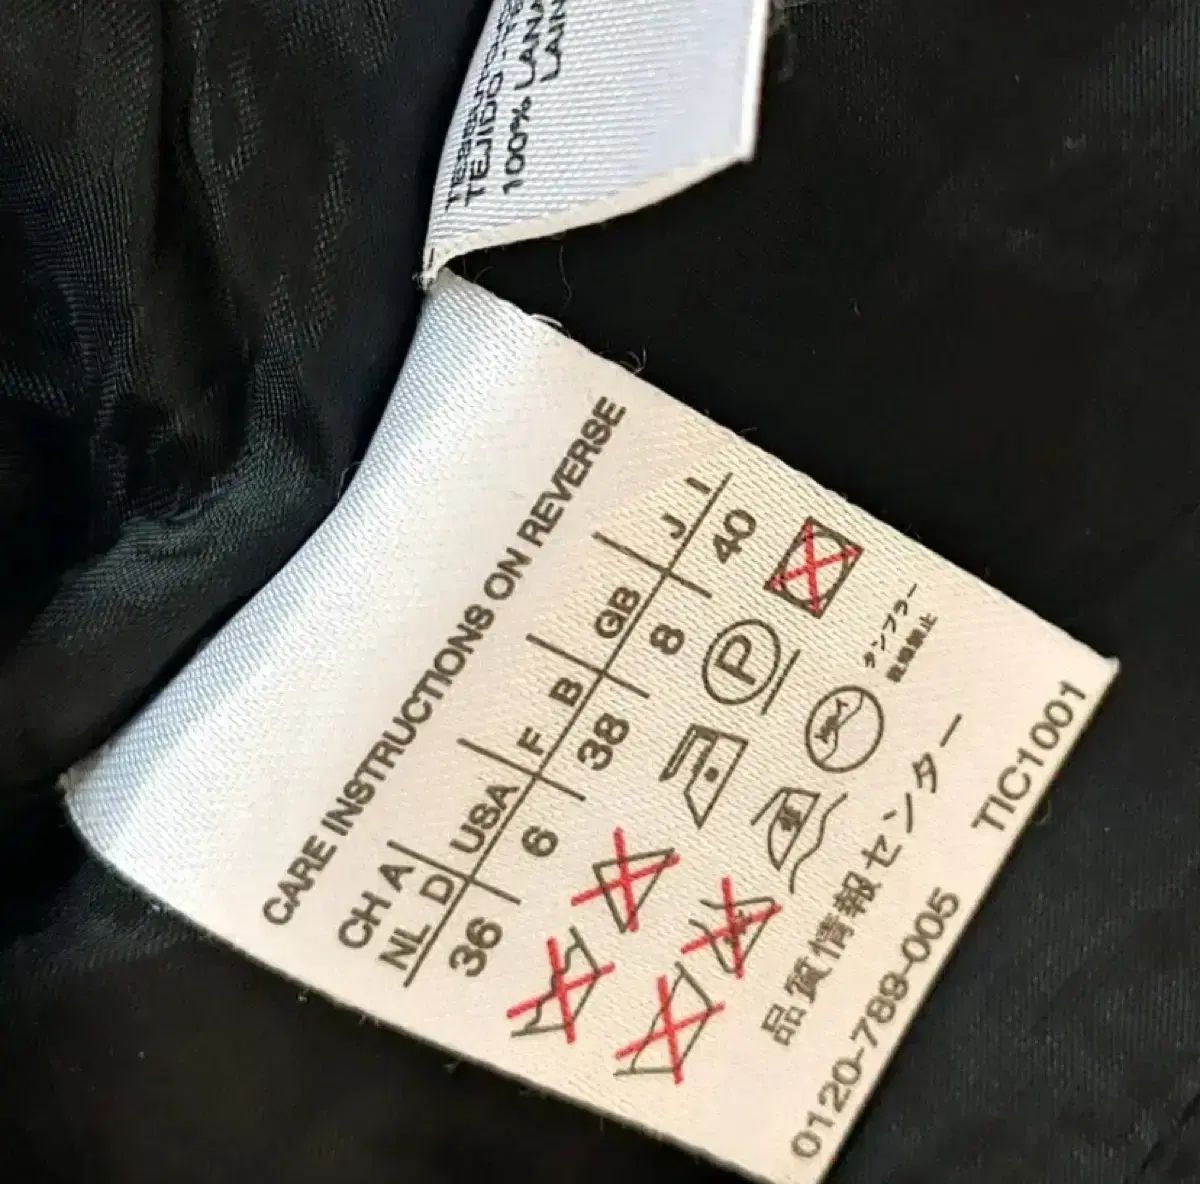 TEJIDO
100% LANA
LAIN
CARE INSTRUCTIONS ON REVERSE
CH A
NL D USA F B GB J I
36 6 38 8 40
P
タンブラー
乾燥禁止
品質情報センター
0120-789-005 TIC1001